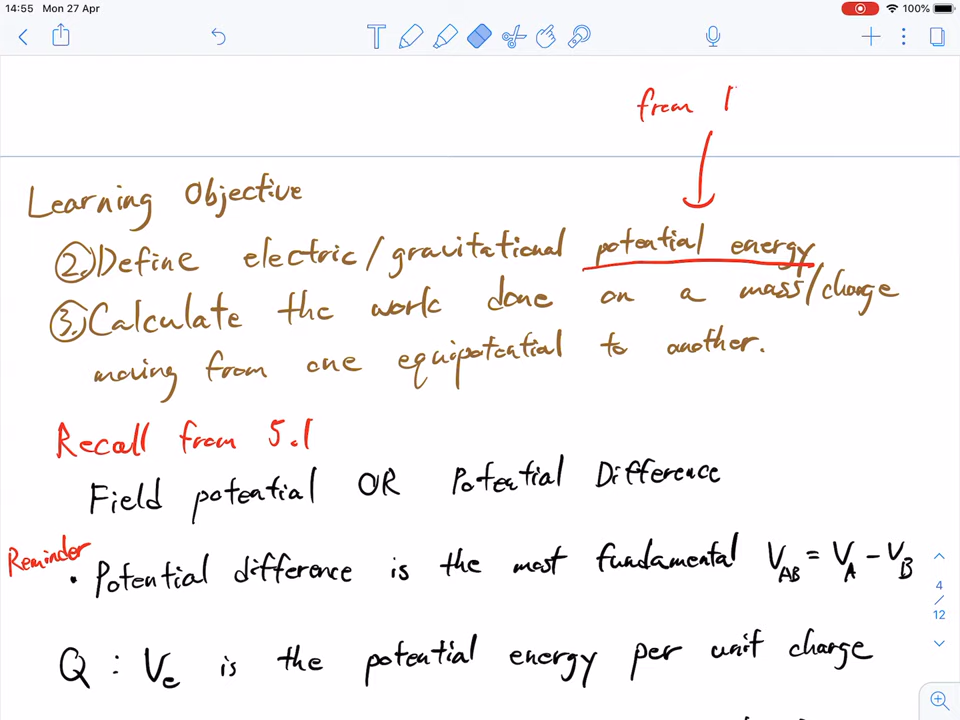 14:55 Mon 27 Apr 100%
from 1
Learning Objective
2. Define electric/gravitational potential energy
3. Calculate the work done on a mass/charge
moving from one equipotential to another.
Recall from 5.1
Field potential OR Potential Difference
Reminder
• Potential difference is the most fundamental V_AB = V_A - V_B
Q : V_e is the potential energy per unit charge
4
/
12